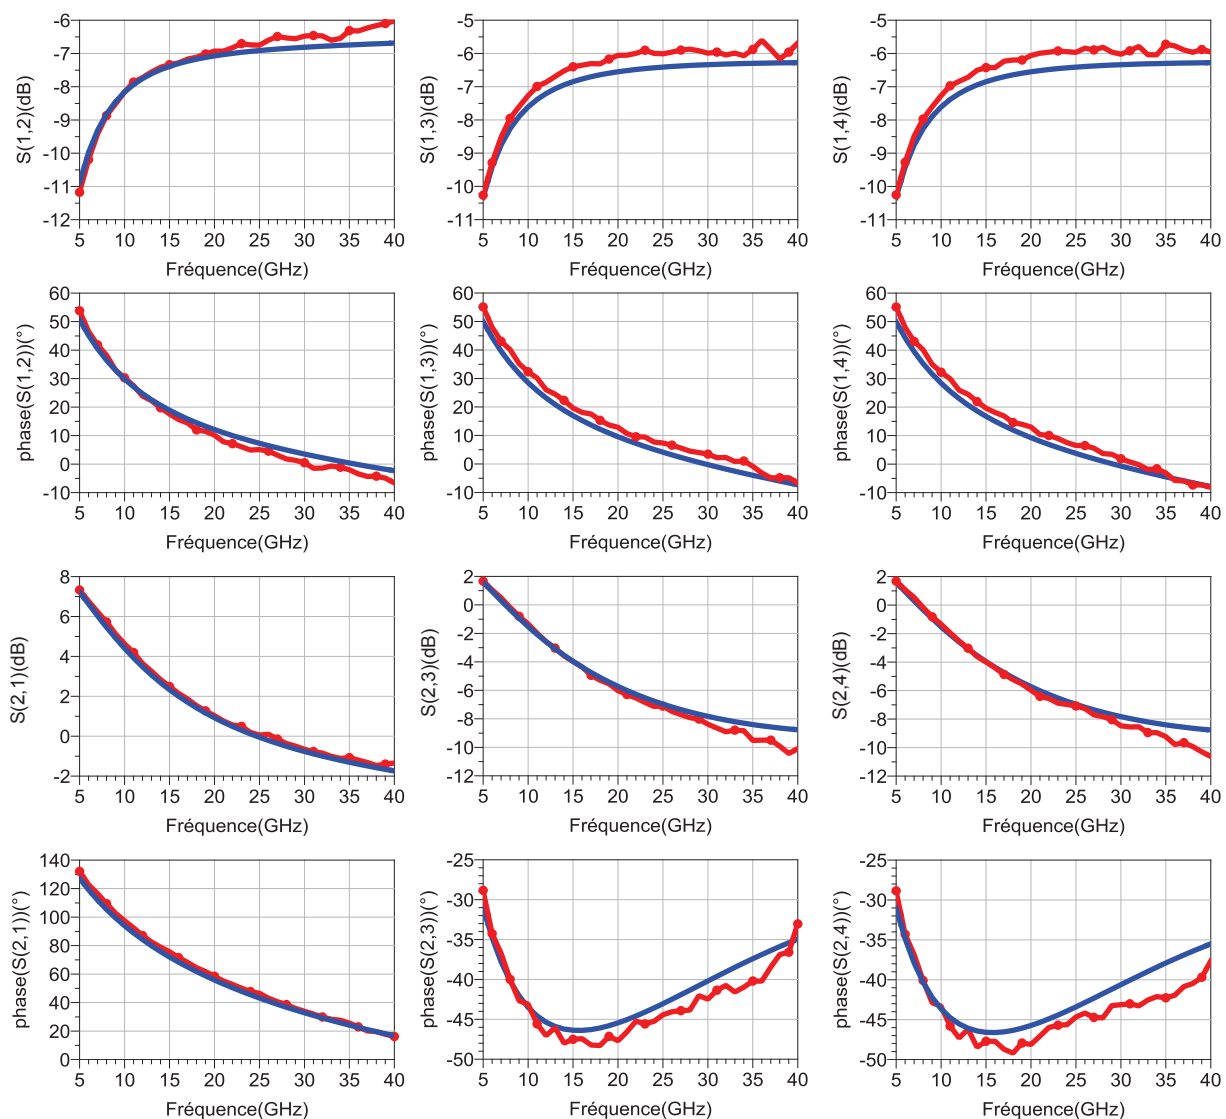 S(1,2)(dB)
-6
-7
-8
-9
-10
-11
-12
5 10 15 20 25 30 35 40
Fréquence(GHz)
S(1,3)(dB)
-5
-6
-7
-8
-9
-10
-11
5 10 15 20 25 30 35 40
Fréquence(GHz)
S(1,4)(dB)
-5
-6
-7
-8
-9
-10
-11
5 10 15 20 25 30 35 40
Fréquence(GHz)
phase(S(1,2))(°)
60
50
40
30
20
10
0
-10
5 10 15 20 25 30 35 40
Fréquence(GHz)
phase(S(1,3))(°)
60
50
40
30
20
10
0
-10
5 10 15 20 25 30 35 40
Fréquence(GHz)
phase(S(1,4))(°)
60
50
40
30
20
10
0
-10
5 10 15 20 25 30 35 40
Fréquence(GHz)
S(2,1)(dB)
8
6
4
2
0
-2
5 10 15 20 25 30 35 40
Fréquence(GHz)
S(2,3)(dB)
2
0
-2
-4
-6
-8
-10
-12
5 10 15 20 25 30 35 40
Fréquence(GHz)
S(2,4)(dB)
2
0
-2
-4
-6
-8
-10
-12
5 10 15 20 25 30 35 40
Fréquence(GHz)
phase(S(2,1))(°)
140
120
100
80
60
40
20
0
5 10 15 20 25 30 35 40
Fréquence(GHz)
phase(S(2,3))(°)
-25
-30
-35
-40
-45
-50
5 10 15 20 25 30 35 40
Fréquence(GHz)
phase(S(2,4))(°)
-25
-30
-35
-40
-45
-50
5 10 15 20 25 30 35 40
Fréquence(GHz)